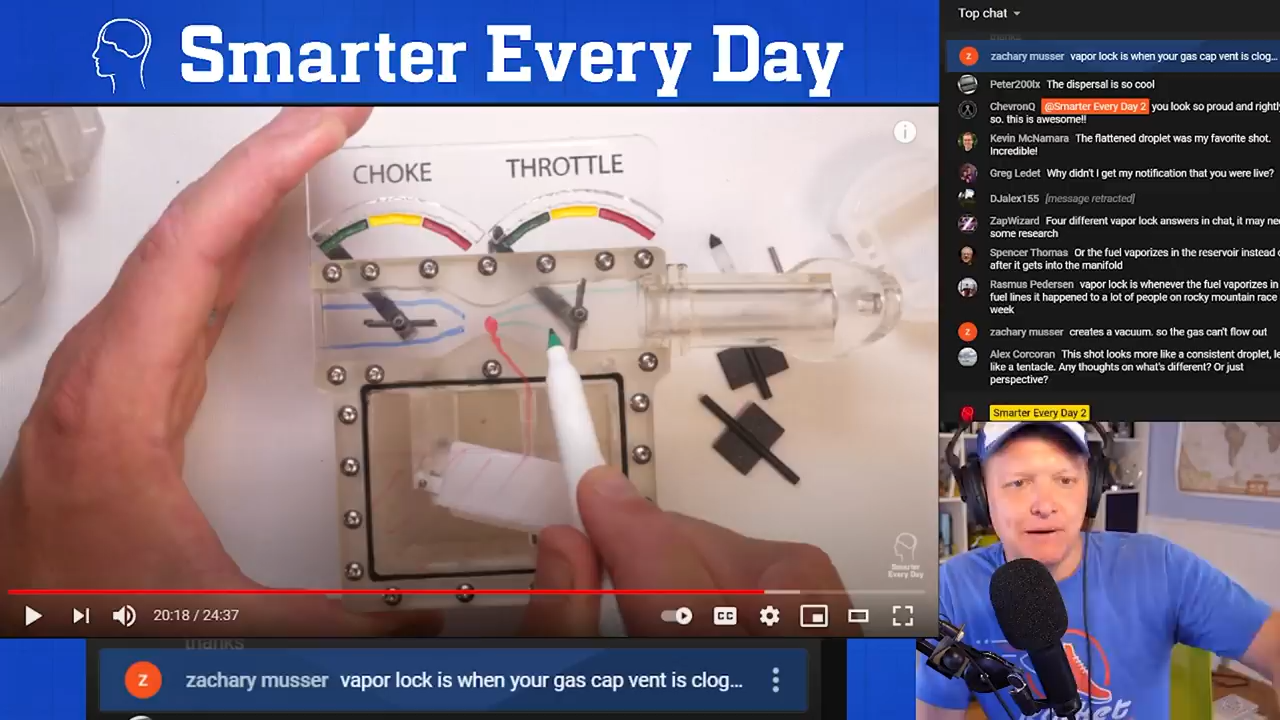 Smarter Every Day
CHOKE
THROTTLE
Smarter
Every Day
20:18 / 24:37
CC
thanks
z
zachary musser vapor lock is when your gas cap vent is clog...
Top chat
thanks
z
zachary musser vapor lock is when your gas cap vent is clog...
Peter200lx The dispersal is so cool
ChevronQ @Smarter Every Day 2 you look so proud and rightly
so. this is awesome!!
Kevin McNamara The flattened droplet was my favorite shot.
Incredible!
Greg Ledet Why didn't I get my notification that you were live?
DJalex155 [message retracted]
ZapWizard Four different vapor lock answers in chat, it may
some research
Spencer Thomas Or the fuel vaporizes in the reservoir instead
after it gets into the manifold
Rasmus Pedersen vapor lock is whenever the fuel vaporizes in
fuel lines it happened to a lot of people on rocky mountain race
week
z
zachary musser creates a vacuum. so the gas can't flow out
Alex Corcoran This shot looks more like a consistent droplet,
like a tentacle. Any thoughts on what's different? Or just
perspective?
Smarter Every Day 2